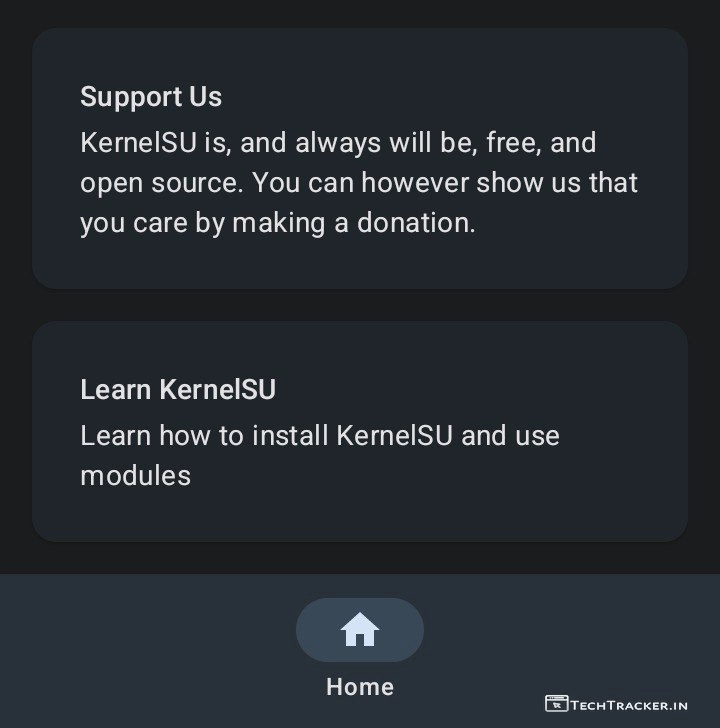 Support Us
KernelSU is, and always will be, free, and
open source. You can however show us that
you care by making a donation.
Learn KernelSU
Learn how to install KernelSU and use
modules
Home
TECHTRACKER.IN